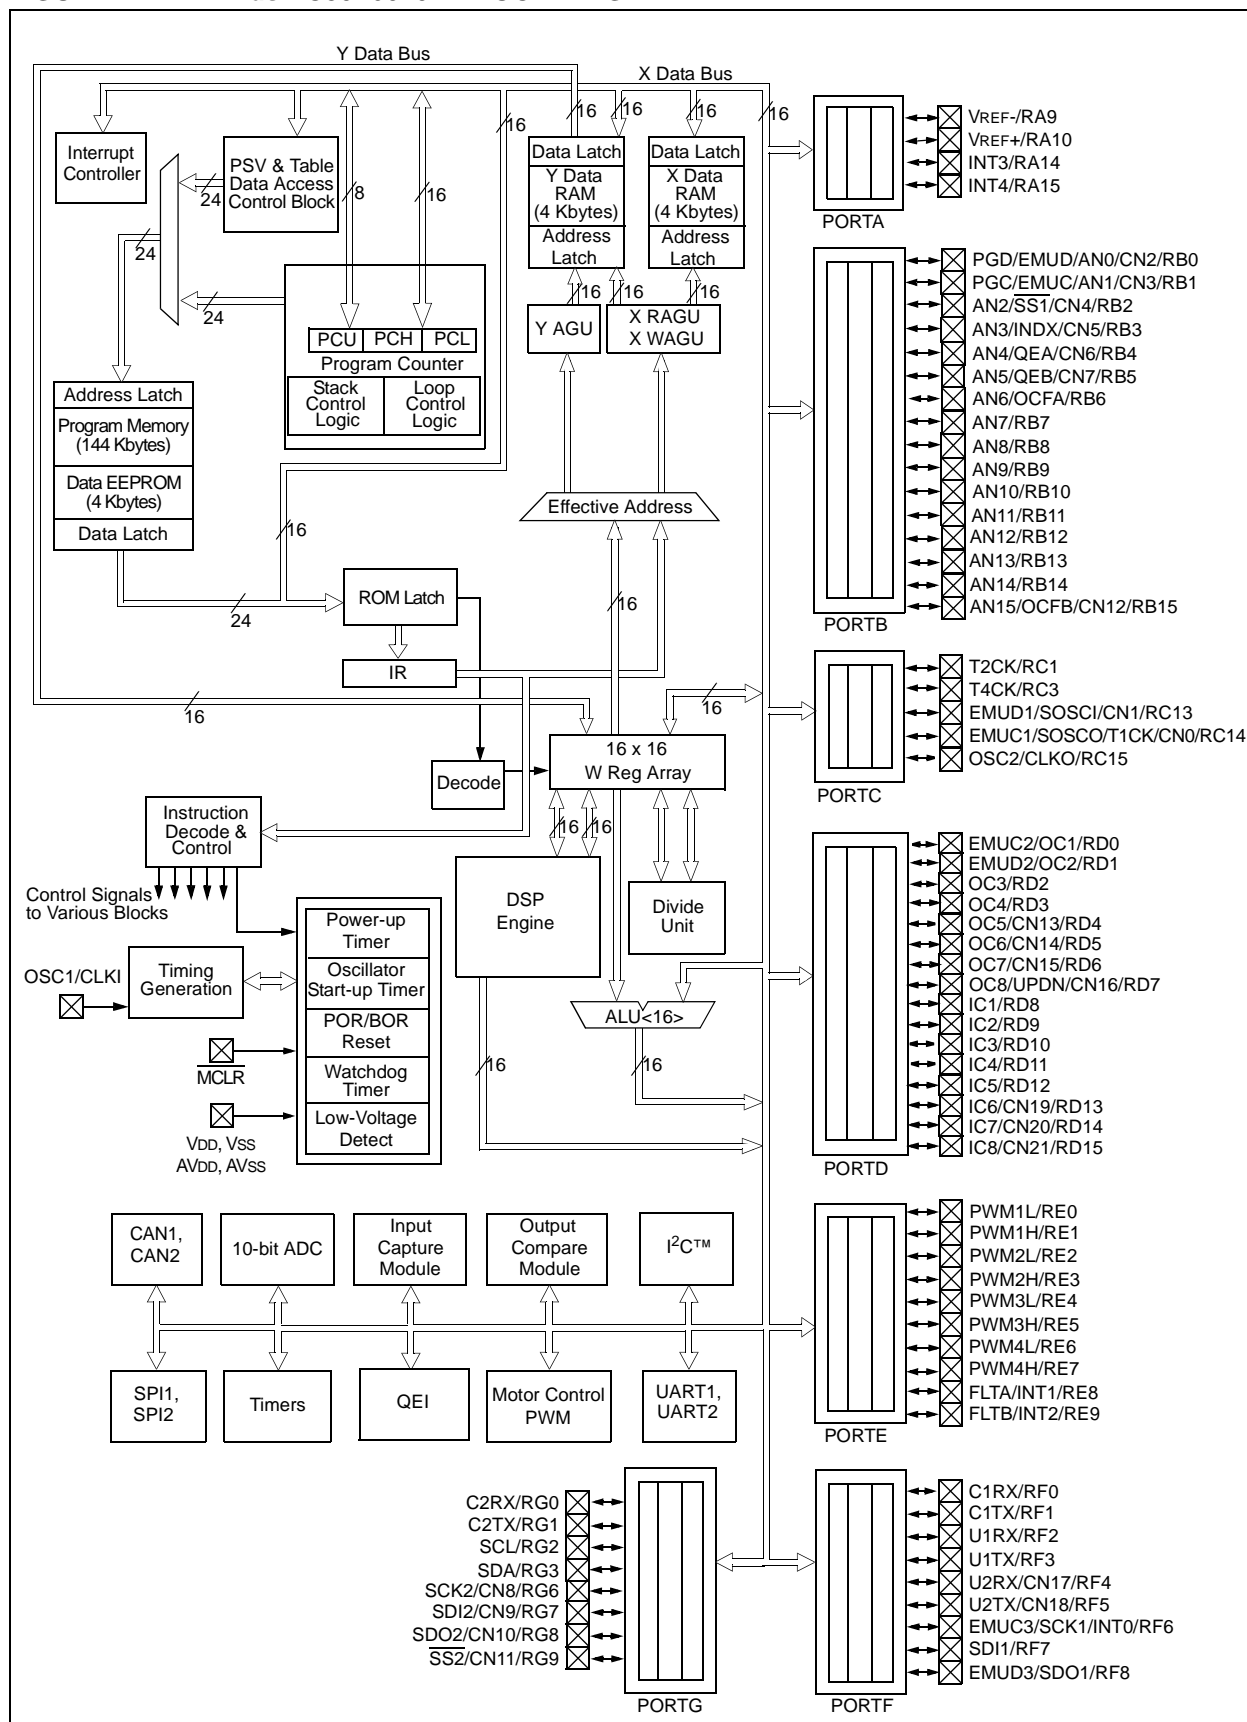 Y Data Bus
X Data Bus
16
16
16
16
16
16
Interrupt
Controller
PSV & Table
Data Access
Control Block
24
8
16
24
24
Data Latch
Y Data
RAM
(4 Kbytes)
Address
Latch
Data Latch
X Data
RAM
(4 Kbytes)
Address
Latch
16
16
16
Y AGU
X RAGU
X WAGU
PCU
PCH
PCL
Program Counter
Stack
Control
Logic
Loop
Control
Logic
Address Latch
Program Memory
(144 Kbytes)
Data EEPROM
(4 Kbytes)
Data Latch
16
24
Effective Address
16
ROM Latch
IR
16
16
16 x 16
W Reg Array
Decode
16
16
Instruction
Decode &
Control
Control Signals
to Various Blocks
DSP
Engine
Divide
Unit
Power-up
Timer
Oscillator
Start-up Timer
POR/BOR
Reset
Watchdog
Timer
Low-Voltage
Detect
OSC1/CLKI
Timing
Generation
MCLR
VDD, VSS
AVDD, AVSS
ALU<16>
16
16
CAN1,
CAN2
10-bit ADC
Input
Capture
Module
Output
Compare
Module
I2C™
SPI1,
SPI2
Timers
QEI
Motor Control
PWM
UART1,
UART2
VREF-/RA9
VREF+/RA10
INT3/RA14
INT4/RA15
PORTA
PGD/EMUD/AN0/CN2/RB0
PGC/EMUC/AN1/CN3/RB1
AN2/SS1/CN4/RB2
AN3/INDX/CN5/RB3
AN4/QEA/CN6/RB4
AN5/QEB/CN7/RB5
AN6/OCFA/RB6
AN7/RB7
AN8/RB8
AN9/RB9
AN10/RB10
AN11/RB11
AN12/RB12
AN13/RB13
AN14/RB14
AN15/OCFB/CN12/RB15
PORTB
T2CK/RC1
T4CK/RC3
EMUD1/SOSCI/CN1/RC13
EMUC1/SOSCO/T1CK/CN0/RC14
OSC2/CLKO/RC15
PORTC
EMUC2/OC1/RD0
EMUD2/OC2/RD1
OC3/RD2
OC4/RD3
OC5/CN13/RD4
OC6/CN14/RD5
OC7/CN15/RD6
OC8/UPDN/CN16/RD7
IC1/RD8
IC2/RD9
IC3/RD10
IC4/RD11
IC5/RD12
IC6/CN19/RD13
IC7/CN20/RD14
IC8/CN21/RD15
PORTD
PWM1L/RE0
PWM1H/RE1
PWM2L/RE2
PWM2H/RE3
PWM3L/RE4
PWM3H/RE5
PWM4L/RE6
PWM4H/RE7
FLTA/INT1/RE8
FLTB/INT2/RE9
PORTE
C2RX/RG0
C2TX/RG1
SCL/RG2
SDA/RG3
SCK2/CN8/RG6
SDI2/CN9/RG7
SDO2/CN10/RG8
SS2/CN11/RG9
PORTG
C1RX/RF0
C1TX/RF1
U1RX/RF2
U1TX/RF3
U2RX/CN17/RF4
U2TX/CN18/RF5
EMUC3/SCK1/INT0/RF6
SDI1/RF7
EMUD3/SDO1/RF8
PORTF